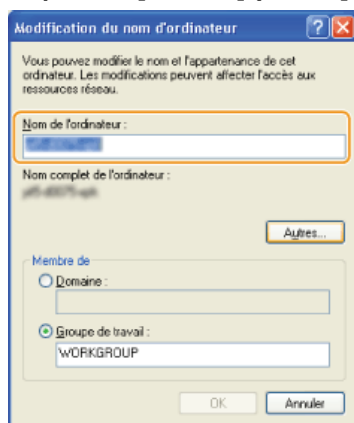 Modification du nom d'ordinateur
Vous pouvez modifier le nom et l'appartenance de cet
ordinateur. Les modifications peuvent affecter l'accès aux
ressources réseau.
Nom de l'ordinateur :
Nom complet de l'ordinateur :
Autres...
Membre de
Domaine :
Groupe de travail :
WORKGROUP
OK
Annuler